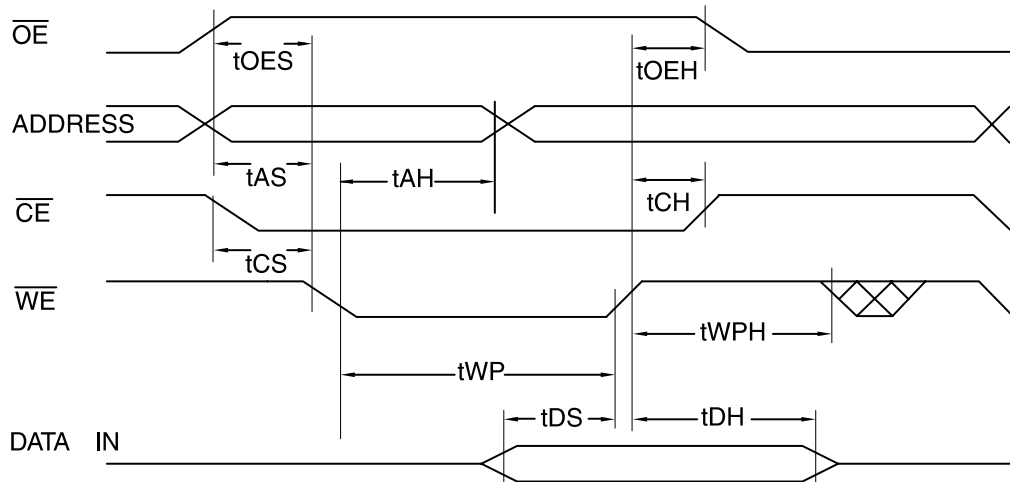 OE
tOES
tOEH
ADDRESS
tAS
tAH
tCH
CE
tCS
WE
tWPH
tWP
tDS
tDH
DATA IN